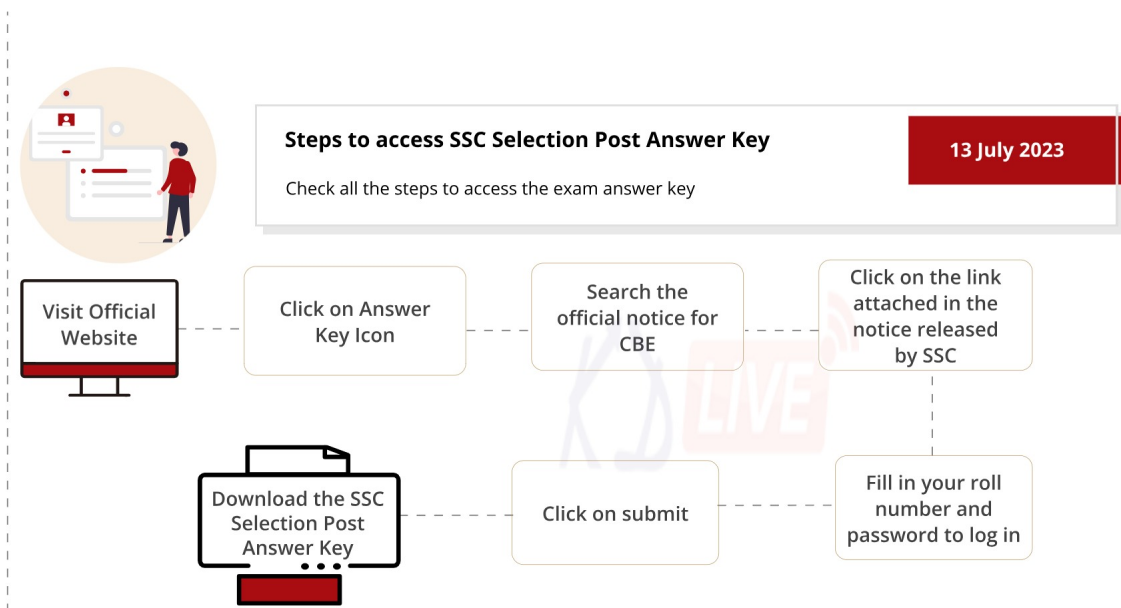 Steps to access SSC Selection Post Answer Key
13 July 2023
Check all the steps to access the exam answer key
Visit Official
Website
Click on Answer
Key Icon
Search the
official notice for
CBE
Click on the link
attached in the
notice released
by SSC
Fill in your roll
number and
password to log in
Click on submit
Download the SSC
Selection Post
Answer Key
KD
LIVE